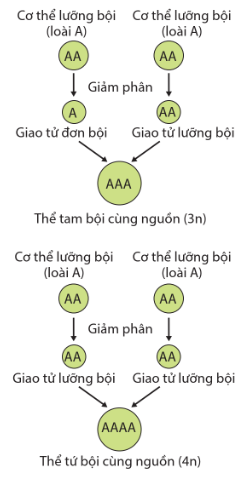 Cơ thể lưỡng bội Cơ thể lưỡng bội
(loài A) (loài A)
AA AA
Giảm phân
A AA
Giao tử đơn bội Giao tử lưỡng bội
AAA
Thể tam bội cùng nguồn (3n)
Cơ thể lưỡng bội Cơ thể lưỡng bội
(loài A) (loài A)
AA AA
Giảm phân
AA AA
Giao tử lưỡng bội Giao tử lưỡng bội
AAAA
Thể tứ bội cùng nguồn (4n)